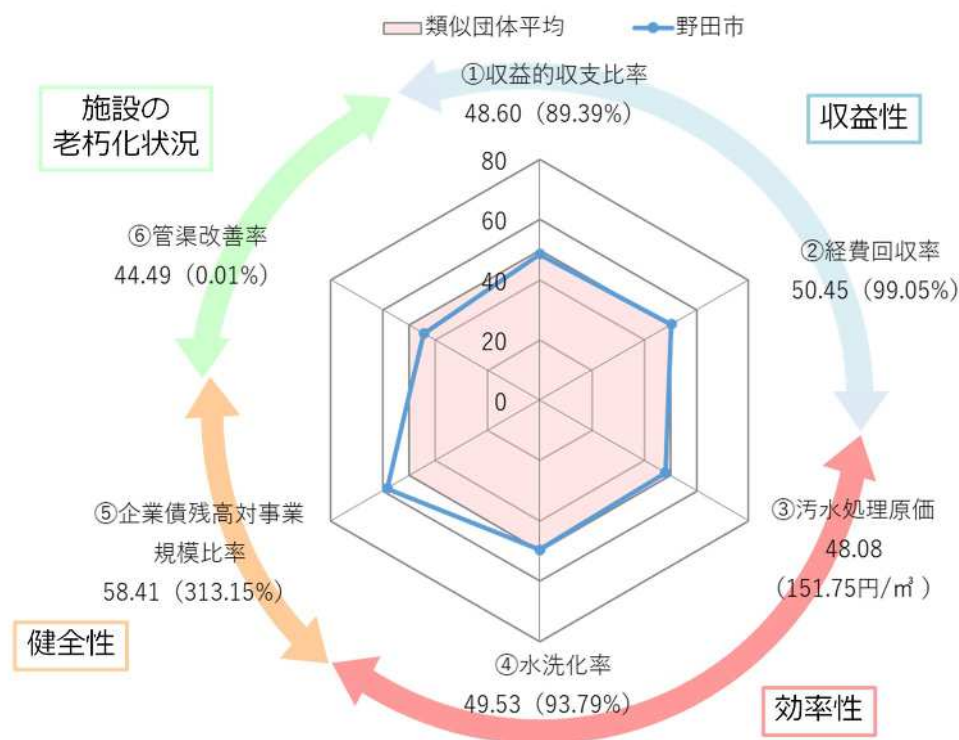 類似団体平均
野田市
①収益的収支比率
48.60（89.39%）
施設の
老朽化状況
収益性
80
60
40
20
0
⑥管渠改善率
44.49（0.01%）
②経費回収率
50.45（99.05%）
⑤企業債残高対事業
規模比率
58.41（313.15%）
③汚水処理原価
48.08
（151.75円/㎥ ）
健全性
④水洗化率
49.53（93.79%）
効率性